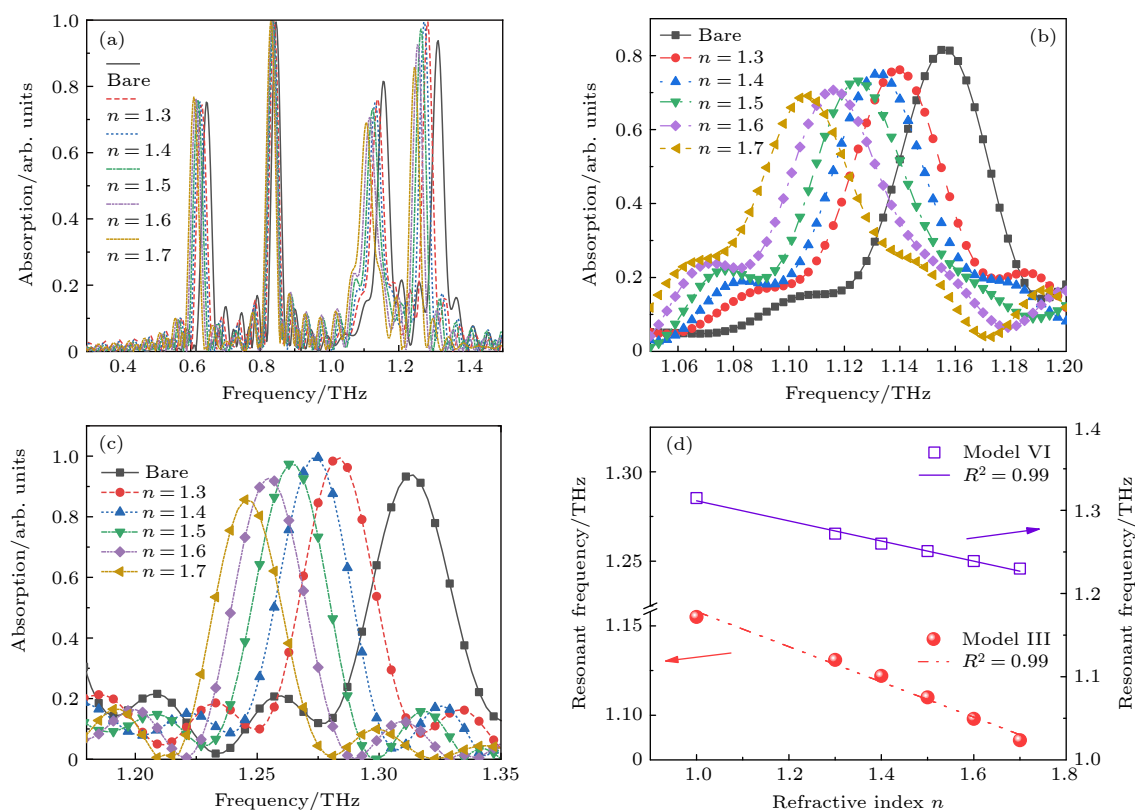 (a)
Absorption/arb. units
1.0
0.8
0.6
0.4
0.2
0
Bare
n = 1.3
n = 1.4
n = 1.5
n = 1.6
n = 1.7
0.4
0.6
0.8
1.0
1.2
1.4
Frequency/THz
(b)
Absorption/arb. units
0.8
0.6
0.4
0.2
0
Bare
n = 1.3
n = 1.4
n = 1.5
n = 1.6
n = 1.7
1.06
1.08
1.10
1.12
1.14
1.16
1.18
1.20
Frequency/THz
(c)
Absorption/arb. units
1.0
0.8
0.6
0.4
0.2
0
Bare
n = 1.3
n = 1.4
n = 1.5
n = 1.6
n = 1.7
1.20
1.25
1.30
1.35
Frequency/THz
(d)
Resonant frequency/THz
1.30
1.25
1.15
1.10
0
Model VI
R² = 0.99
Model III
R² = 0.99
1.4
1.3
1.2
1.1
1.0
Resonant frequency/THz
1.0
1.2
1.4
1.6
1.8
Refractive index n